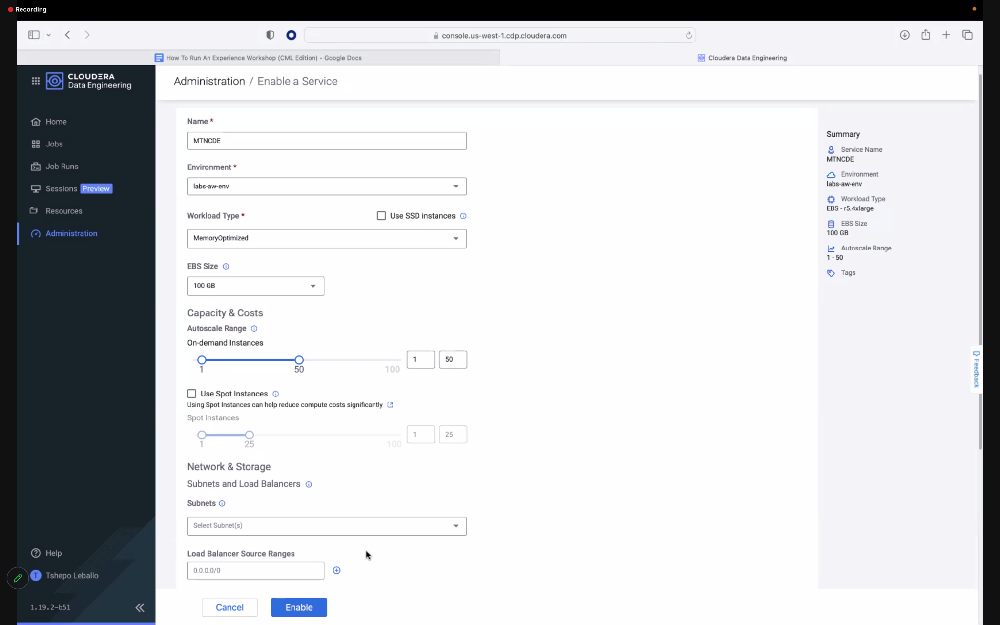 Recording
console.us-west-1.cdp.cloudera.com
How To Run An Experience Workshop (CML Edition) - Google Docs
Cloudera Data Engineering
CLOUDERA
Data Engineering
Home
Jobs
Job Runs
Sessions Preview
Resources
Administration
Help
T Tshepo Leballo
1.19.2-b51
Administration / Enable a Service
Name *
MTNCDE
Environment *
labs-aw-env
Workload Type * Use SSD instances
MemoryOptimized
EBS Size
100 GB
Capacity & Costs
Autoscale Range
On-demand Instances
1 50 100 1 50
Use Spot Instances
Using Spot Instances can help reduce compute costs significantly
Spot Instances
1 25 100 1 25
Network & Storage
Subnets and Load Balancers
Subnets
Select Subnet(s)
Load Balancer Source Ranges
0.0.0.0/0
Cancel Enable
Summary
Service Name
MTNCDE
Environment
labs-aw-env
Workload Type
EBS - r5.4xlarge
EBS Size
100 GB
Autoscale Range
1 - 50
Tags
Feedback